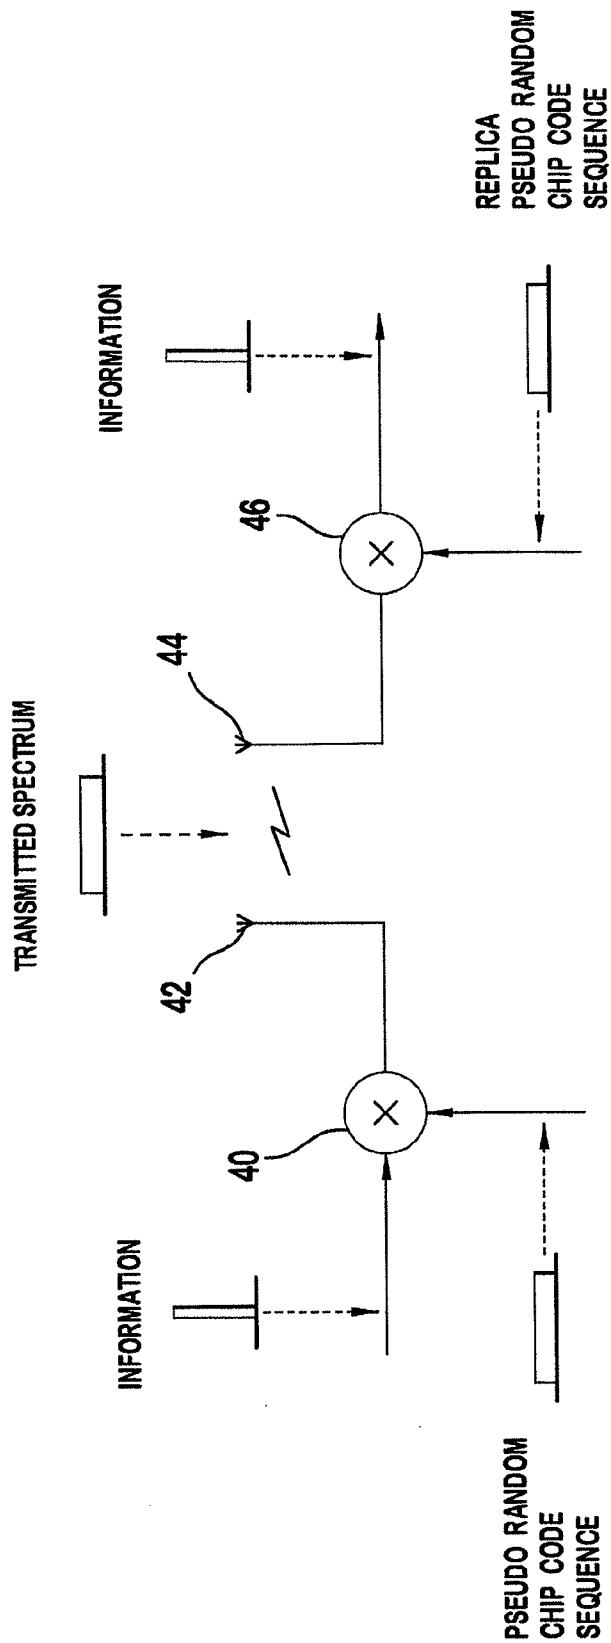 TRANSMITTED SPECTRUM
INFORMATION
INFORMATION
42
44
40
46
PSEUDO RANDOM
CHIP CODE
SEQUENCE
REPLICA
PSEUDO RANDOM
CHIP CODE
SEQUENCE